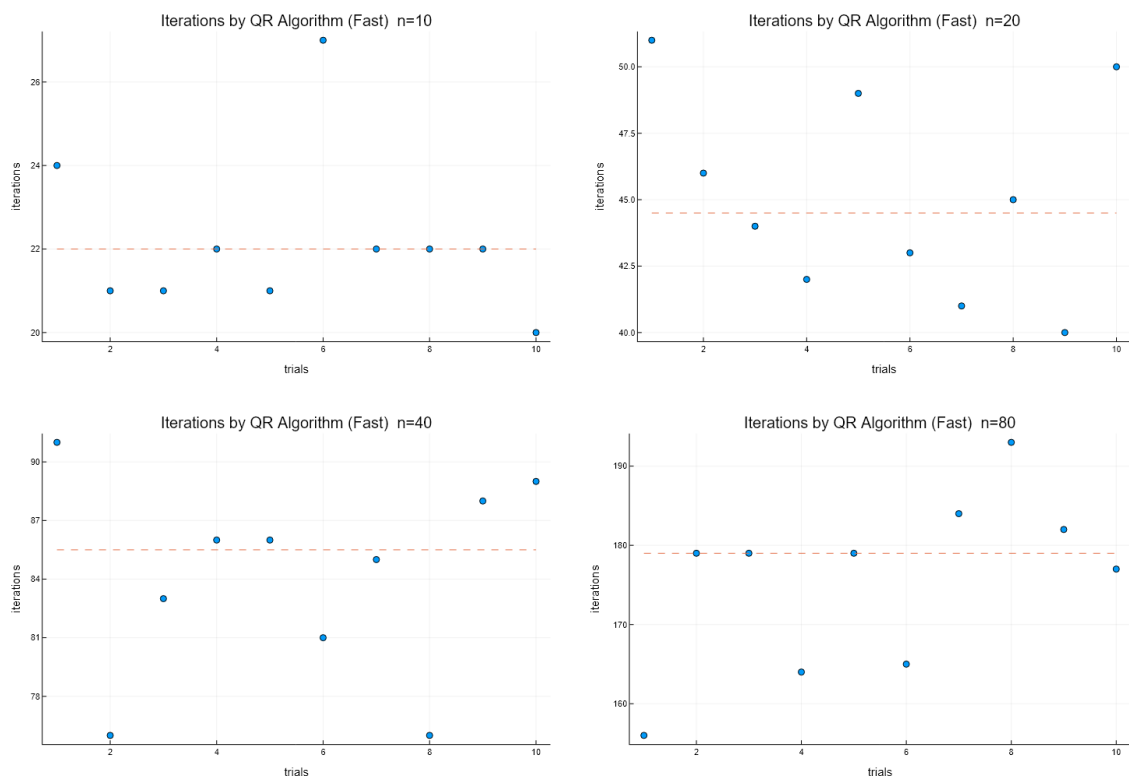 Iterations by QR Algorithm (Fast)  n=10
26
24
22
20
iterations
2 4 6 8 10
trials
Iterations by QR Algorithm (Fast)  n=20
50.0
47.5
45.0
42.5
40.0
iterations
2 4 6 8 10
trials
Iterations by QR Algorithm (Fast)  n=40
90
87
84
81
78
iterations
2 4 6 8 10
trials
Iterations by QR Algorithm (Fast)  n=80
190
180
170
160
iterations
2 4 6 8 10
trials